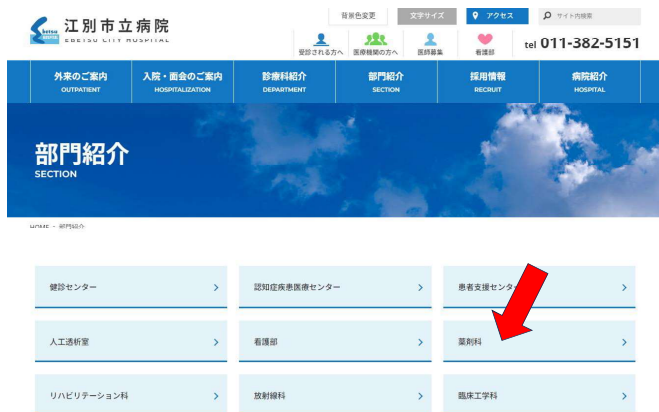 背景色変更 文字サイズ アクセス サイト内検索
江別市立病院
EBETSU CITY HOSPITAL
受診される方へ 医療機関の方へ 医師募集 看護部 tel 011-382-5151
外来のご案内 入院・面会のご案内 診療科紹介 部門紹介 採用情報 病院紹介
OUTPATIENT HOSPITALIZATION DEPARTMENT SECTION RECRUIT HOSPITAL
部門紹介
SECTION
HOME > 部門紹介
健診センター 認知症疾患医療センター 患者支援センター
人工透析室 看護部 薬剤科
リハビリテーション科 放射線科 臨床工学科